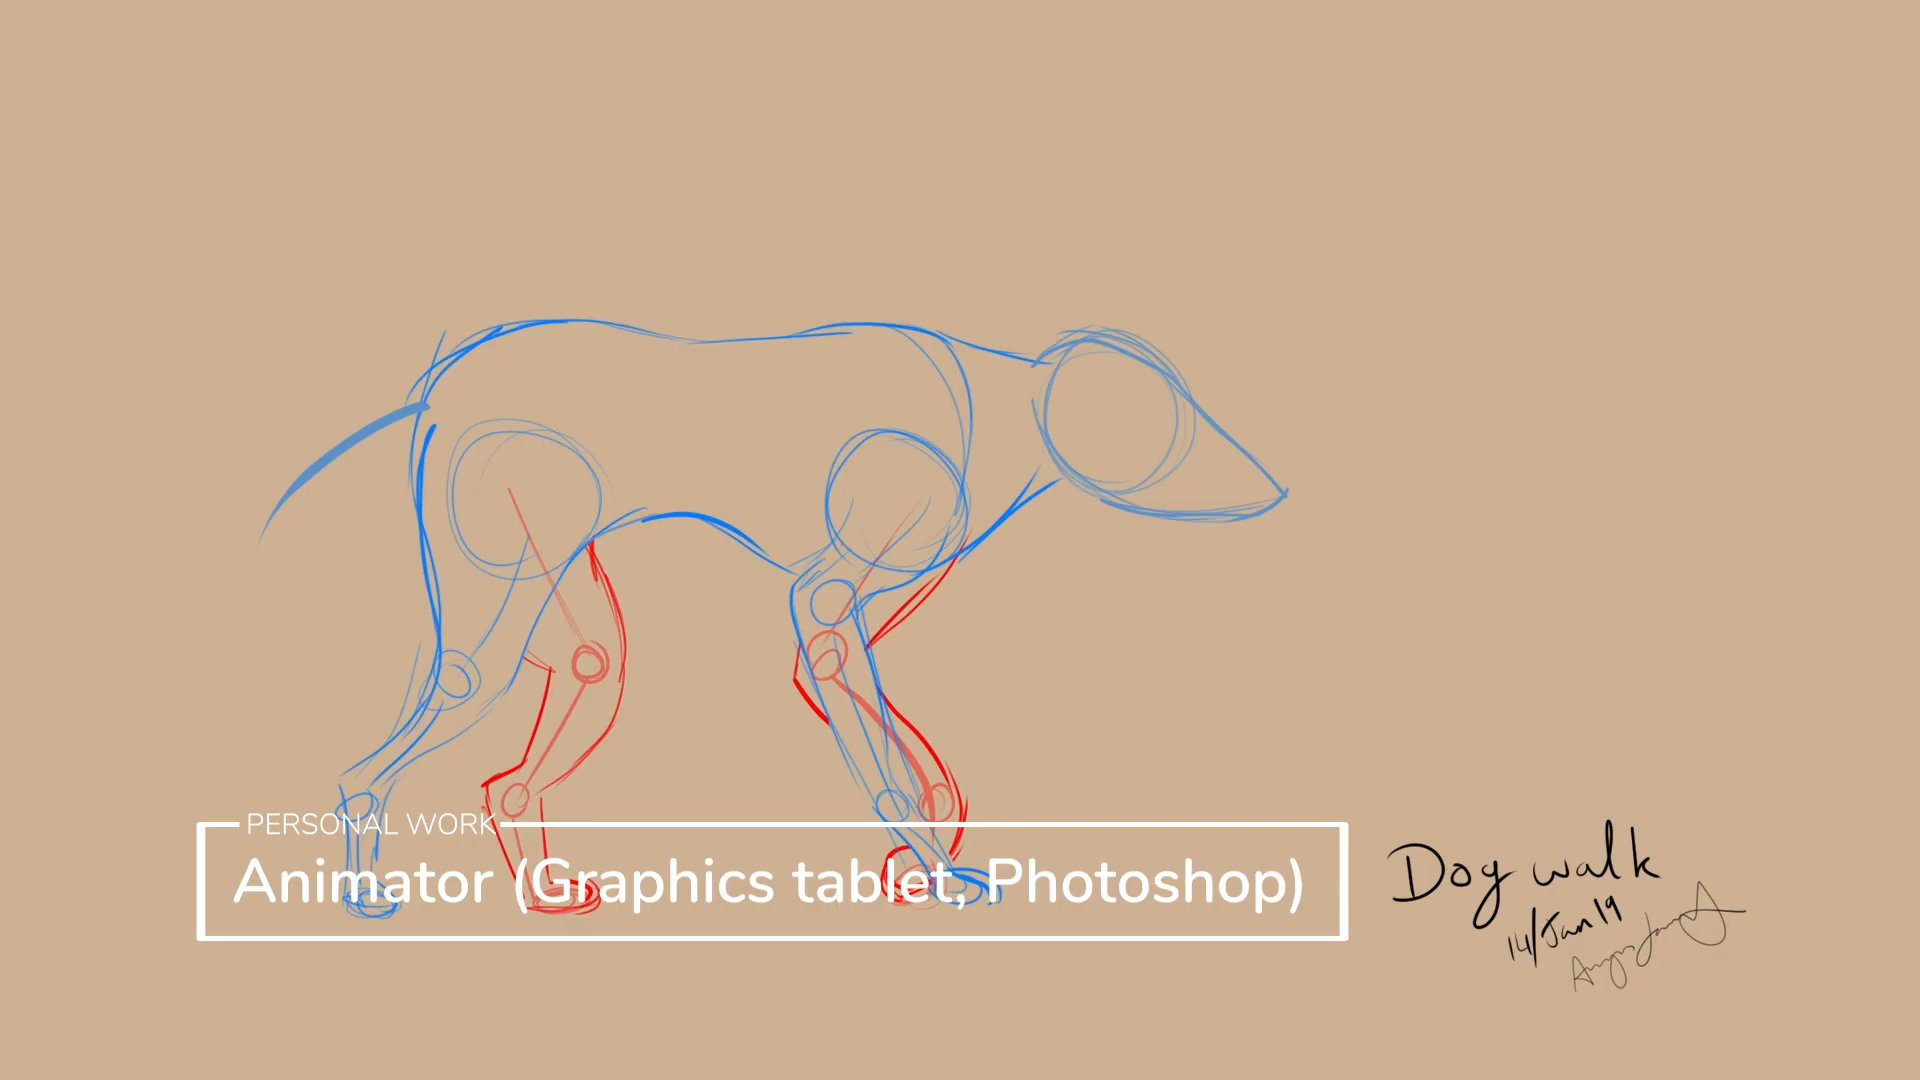 PERSONAL WORK
Animator (Graphics tablet, Photoshop)
Dog walk
14/Jan 19